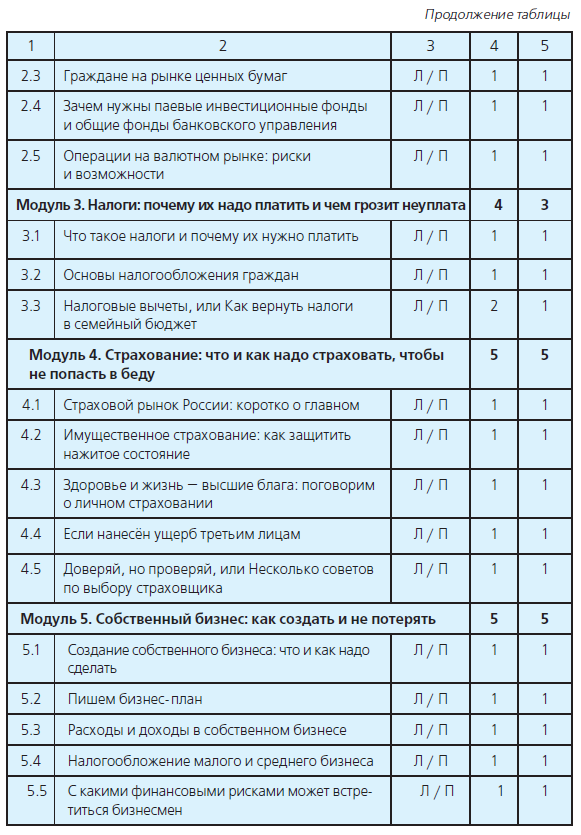 Продолжение таблицы
1 2 3 4 5
2.3 Граждане на рынке ценных бумаг Л / П 1 1
2.4 Зачем нужны паевые инвестиционные фонды Л / П 1 1
и общие фонды банковского управления
2.5 Операции на валютном рынке: риски Л / П 1 1
и возможности
Модуль 3. Налоги: почему их надо платить и чем грозит неуплата 4 3
3.1 Что такое налоги и почему их нужно платить Л / П 1 1
3.2 Основы налогообложения граждан Л / П 1 1
3.3 Налоговые вычеты, или Как вернуть налоги Л / П 2 1
в семейный бюджет
Модуль 4. Страхование: что и как надо страховать, чтобы 5 5
не попасть в беду
4.1 Страховой рынок России: коротко о главном Л / П 1 1
4.2 Имущественное страхование: как защитить Л / П 1 1
нажитое состояние
4.3 Здоровье и жизнь — высшие блага: поговорим Л / П 1 1
о личном страховании
4.4 Если нанесён ущерб третьим лицам Л / П 1 1
4.5 Доверяй, но проверяй, или Несколько советов Л / П 1 1
по выбору страховщика
Модуль 5. Собственный бизнес: как создать и не потерять 5 5
5.1 Создание собственного бизнеса: что и как надо Л / П 1 1
сделать
5.2 Пишем бизнес-план Л / П 1 1
5.3 Расходы и доходы в собственном бизнесе Л / П 1 1
5.4 Налогообложение малого и среднего бизнеса Л / П 1 1
5.5 С какими финансовыми рисками может встре- Л / П 1 1
титься бизнесмен